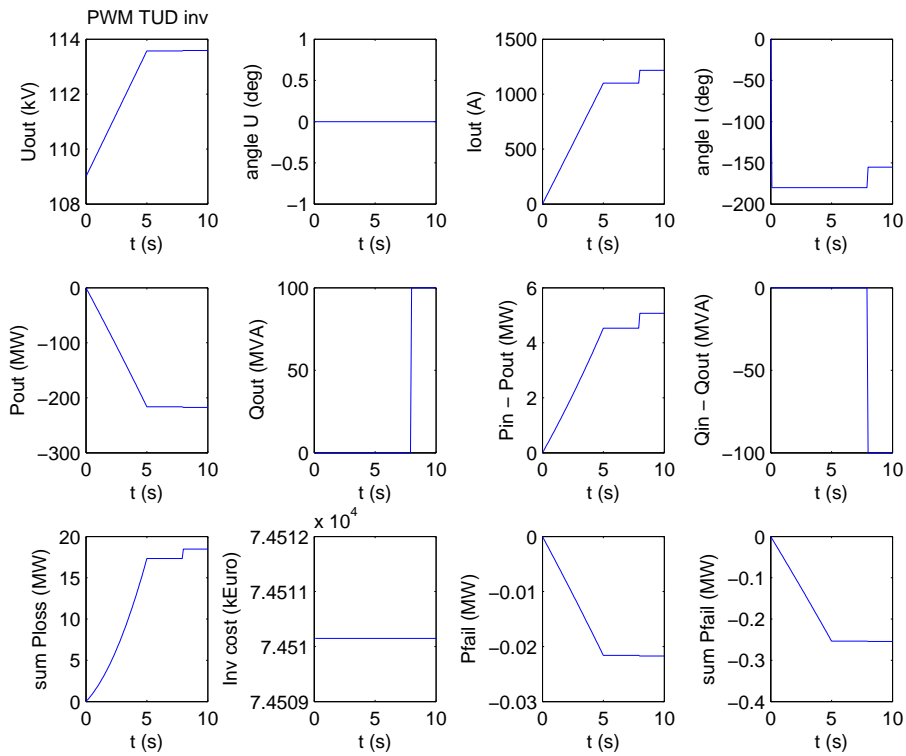 PWM TUD inv
114
112
110
108
Uout (kV)
0 5 10
t (s)
1
0.5
0
−0.5
−1
angle U (deg)
0 5 10
t (s)
1500
1000
500
0
Iout (A)
0 5 10
t (s)
0
−50
−100
−150
−200
angle I (deg)
0 5 10
t (s)
0
−100
−200
−300
Pout (MW)
0 5 10
t (s)
100
50
0
Qout (MVA)
0 5 10
t (s)
6
4
2
0
Pin − Pout (MW)
0 5 10
t (s)
0
−50
−100
Qin − Qout (MVA)
0 5 10
t (s)
20
15
10
5
0
sum Ploss (MW)
0 5 10
t (s)
x 10^4
7.4512
7.4511
7.451
7.4509
Inv cost (kEuro)
0 5 10
t (s)
0
−0.01
−0.02
−0.03
Pfail (MW)
0 5 10
t (s)
0
−0.1
−0.2
−0.3
−0.4
sum Pfail (MW)
0 5 10
t (s)